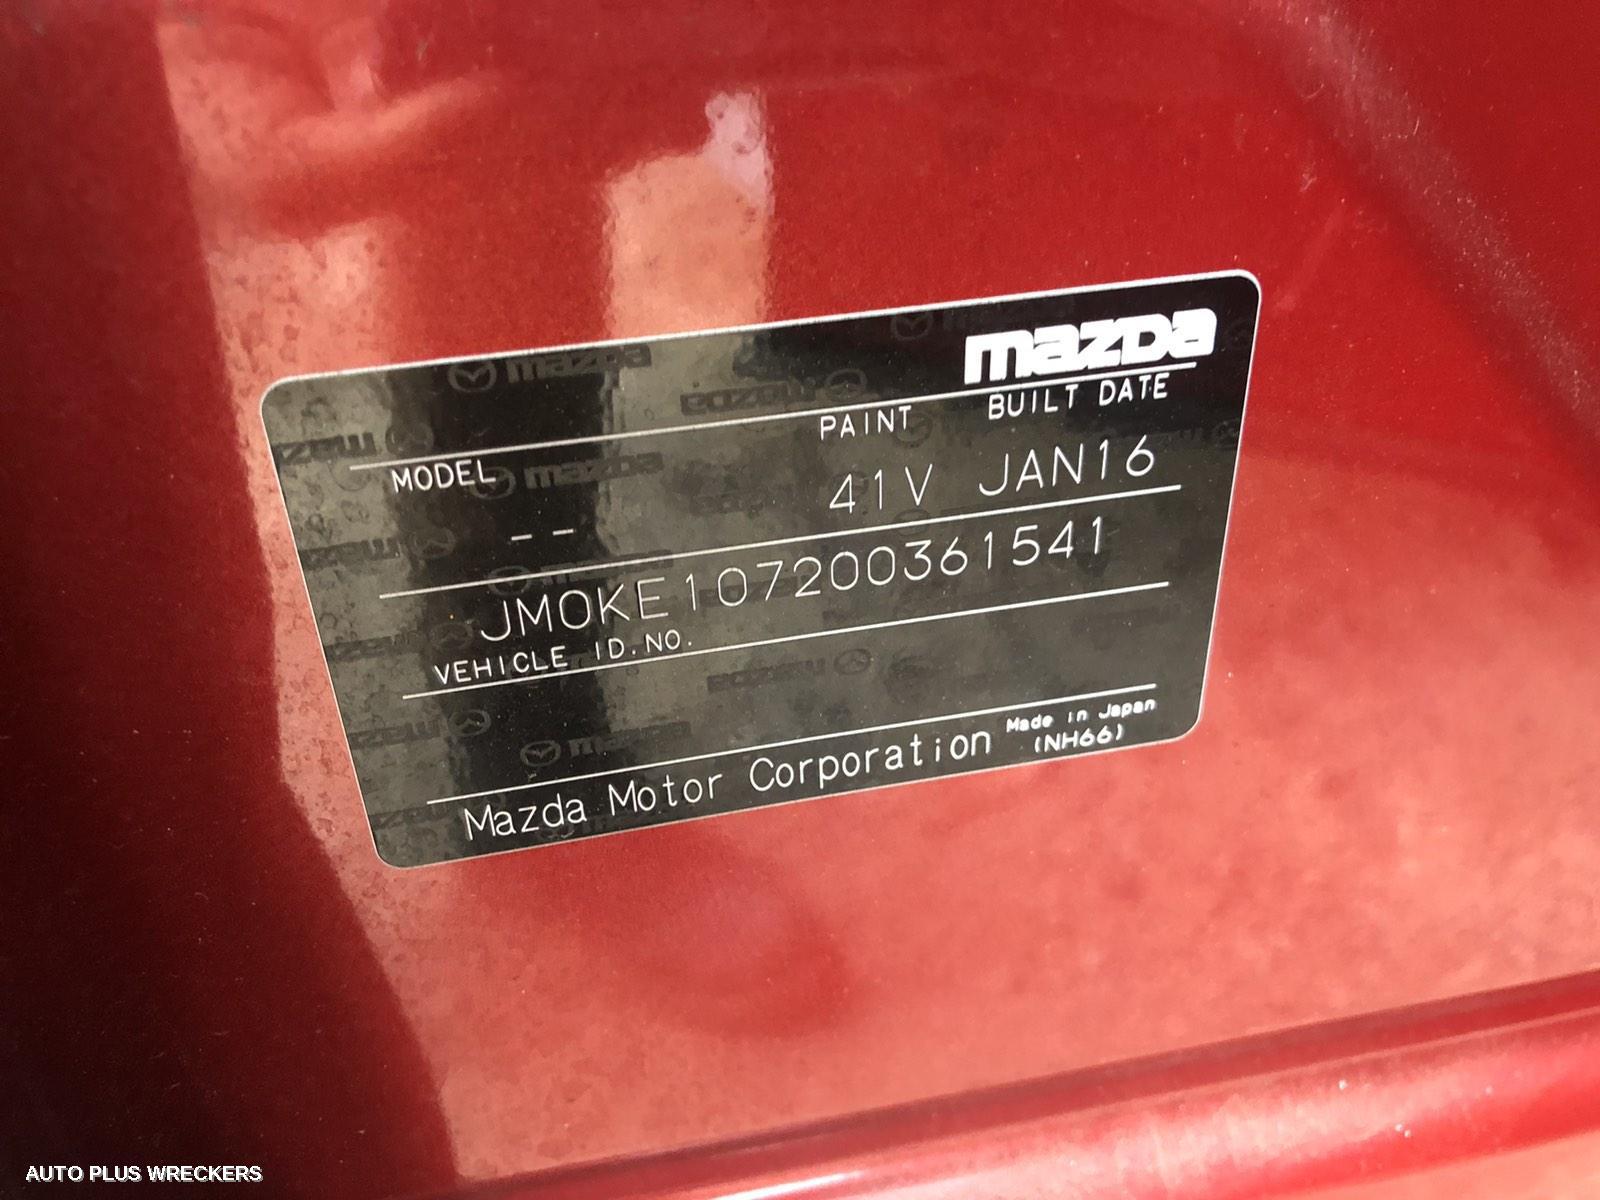 mazda
MODEL PAINT BUILT DATE
-- 41V JAN16
JM0KE107200361541
VEHICLE ID.NO.
Mazda Motor Corporation Made in Japan
(NH66)
AUTO PLUS WRECKERS